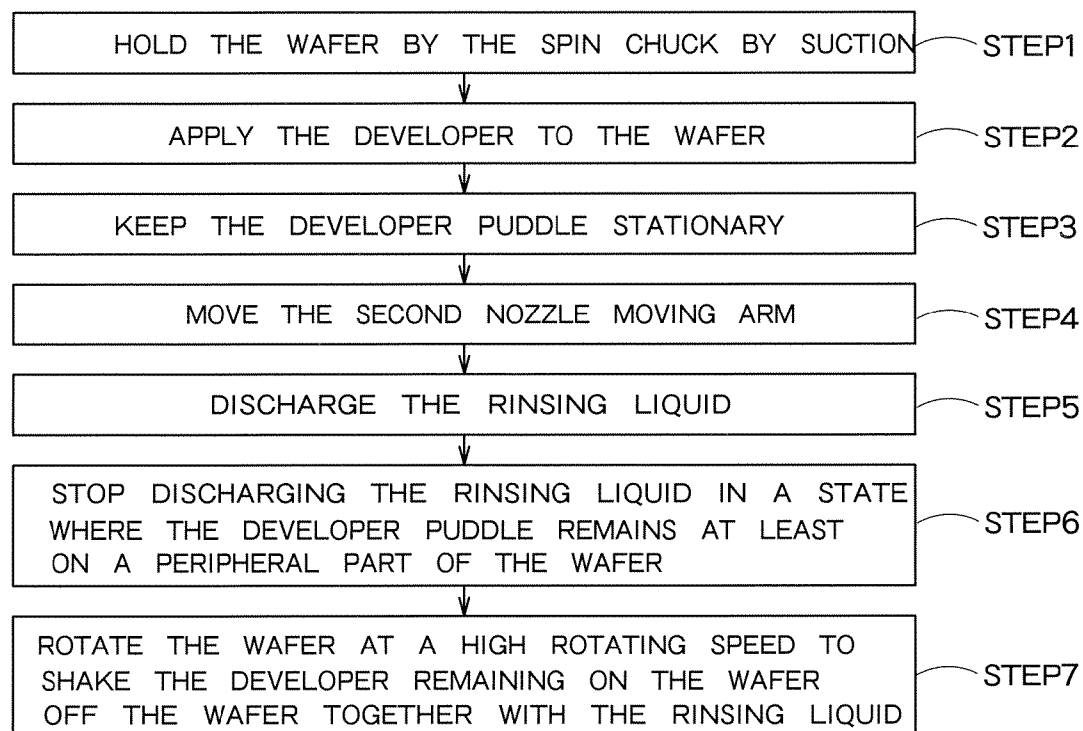 HOLD THE WAFER BY THE SPIN CHUCK BY SUCTION
STEP1
APPLY THE DEVELOPER TO THE WAFER
STEP2
KEEP THE DEVELOPER PUDDLE STATIONARY
STEP3
MOVE THE SECOND NOZZLE MOVING ARM
STEP4
DISCHARGE THE RINSING LIQUID
STEP5
STOP DISCHARGING THE RINSING LIQUID IN A STATE
WHERE THE DEVELOPER PUDDLE REMAINS AT LEAST
ON A PERIPHERAL PART OF THE WAFER
STEP6
ROTATE THE WAFER AT A HIGH ROTATING SPEED TO
SHAKE THE DEVELOPER REMAINING ON THE WAFER
OFF THE WAFER TOGETHER WITH THE RINSING LIQUID
STEP7